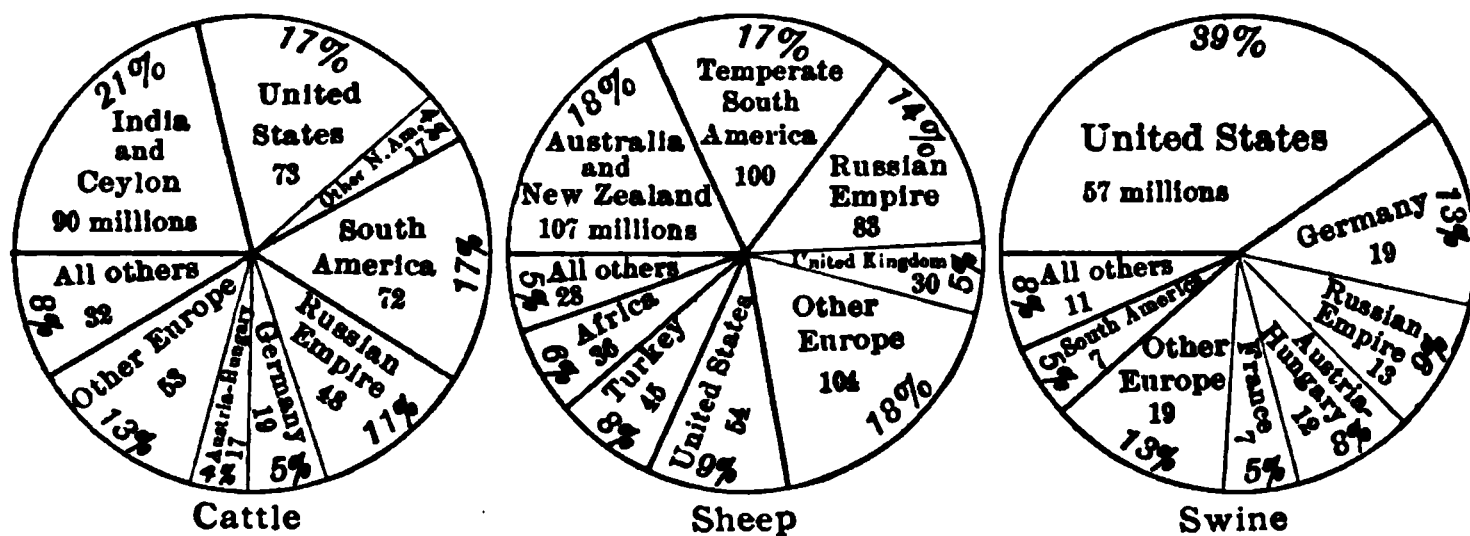 21%
India
and
Ceylon
90 millions
17%
United
States
73
4%
Other N. Am.
17
South
America
72
17%
Russian
Empire
48
11%
Germany
19
5%
Austria-Hungary
17
4%
Other Europe
53
13%
All others
32
8%
Cattle
18%
Australia
and
New Zealand
107 millions
17%
Temperate
South
America
100
14%
Russian
Empire
83
United Kingdom
30
5%
Other
Europe
104
18%
United States
54
9%
Turkey
45
8%
Africa
36
6%
All others
28
5%
Sheep
39%
United States
57 millions
Germany
19
13%
Russian
Empire
13
9%
Austria-
Hungary
12
8%
France
7
5%
Other
Europe
19
13%
South America
7
5%
All others
11
8%
Swine